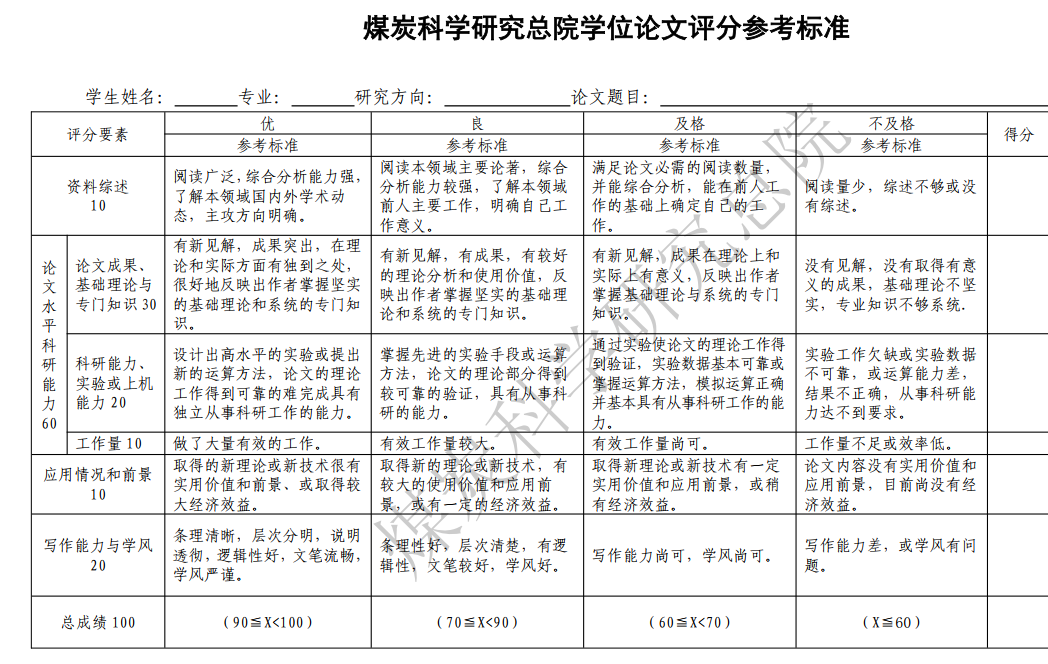 煤炭科学研究总院学位论文评分参考标准
学生姓名： 专业： 研究方向： 论文题目：
评分要素
优
良
及格
不及格
得分
参考标准
参考标准
参考标准
参考标准
资料综述
10
阅读广泛，综合分析能力强，
了解本领域国内外学术动
态，主攻方向明确。
阅读本领域主要论著，综合
分析能力较强，了解本领域
前人主要工作，明确自己工
作意义。
满足论文必需的阅读数量，
并能综合分析，能在前人工
作的基础上确定自己的工
作。
阅读量少，综述不够或没
有综述。
论
文
水
平
科
研
能
力
60
论文成果、
基础理论与
专门知识 30
有新见解，成果突出，在理
论和实际方面有独到之处，
很好地反映出作者掌握坚实
的基础理论和系统的专门知
识。
有新见解，有成果，有较好
的理论分析和使用价值，反
映出作者掌握坚实的基础理
论和系统的专门知识。
有新见解，成果在理论上和
实际上有意义，反映出作者
掌握基础理论与系统的专门
知识。
没有见解，没有取得有意
义的成果，基础理论不坚
实，专业知识不够系统.
科研能力、
实验或上机
能力 20
设计出高水平的实验或提出
新的运算方法，论文的理论
工作得到可靠的难完成具有
独立从事科研工作的能力。
掌握先进的实验手段或运算
方法，论文的理论部分得到
较可靠的验证，具有从事科
研的能力。
通过实验使论文的理论工作得
到验证，实验数据基本可靠或
掌握运算方法，模拟运算正确
并基本具有从事科研工作的能
力。
实验工作欠缺或实验数据
不可靠，或运算能力差，
结果不正确，从事科研能
力达不到要求。
工作量 10
做了大量有效的工作。
有效工作量较大。
有效工作量尚可。
工作量不足或效率低。
应用情况和前景
10
取得的新理论或新技术很有
实用价值和前景、或取得较
大经济效益。
取得新的理论或新技术，有
较大的使用价值和应用前
景，或有一定的经济效益。
取得新理论或新技术有一定
实用价值和应用前景，或稍
有经济效益。
论文内容没有实用价值和
应用前景，目前尚没有经
济效益。
写作能力与学风
20
条理清晰，层次分明，说明
透彻，逻辑性好，文笔流畅，
学风严谨。
条理性好，层次清楚，有逻
辑性，文笔较好，学风好。
写作能力尚可，学风尚可。
写作能力差，或学风有问
题。
总成绩 100
（90≦X<100）
（70≦X<90）
（60≦X<70）
（X≦60）
煤炭科学研究总院